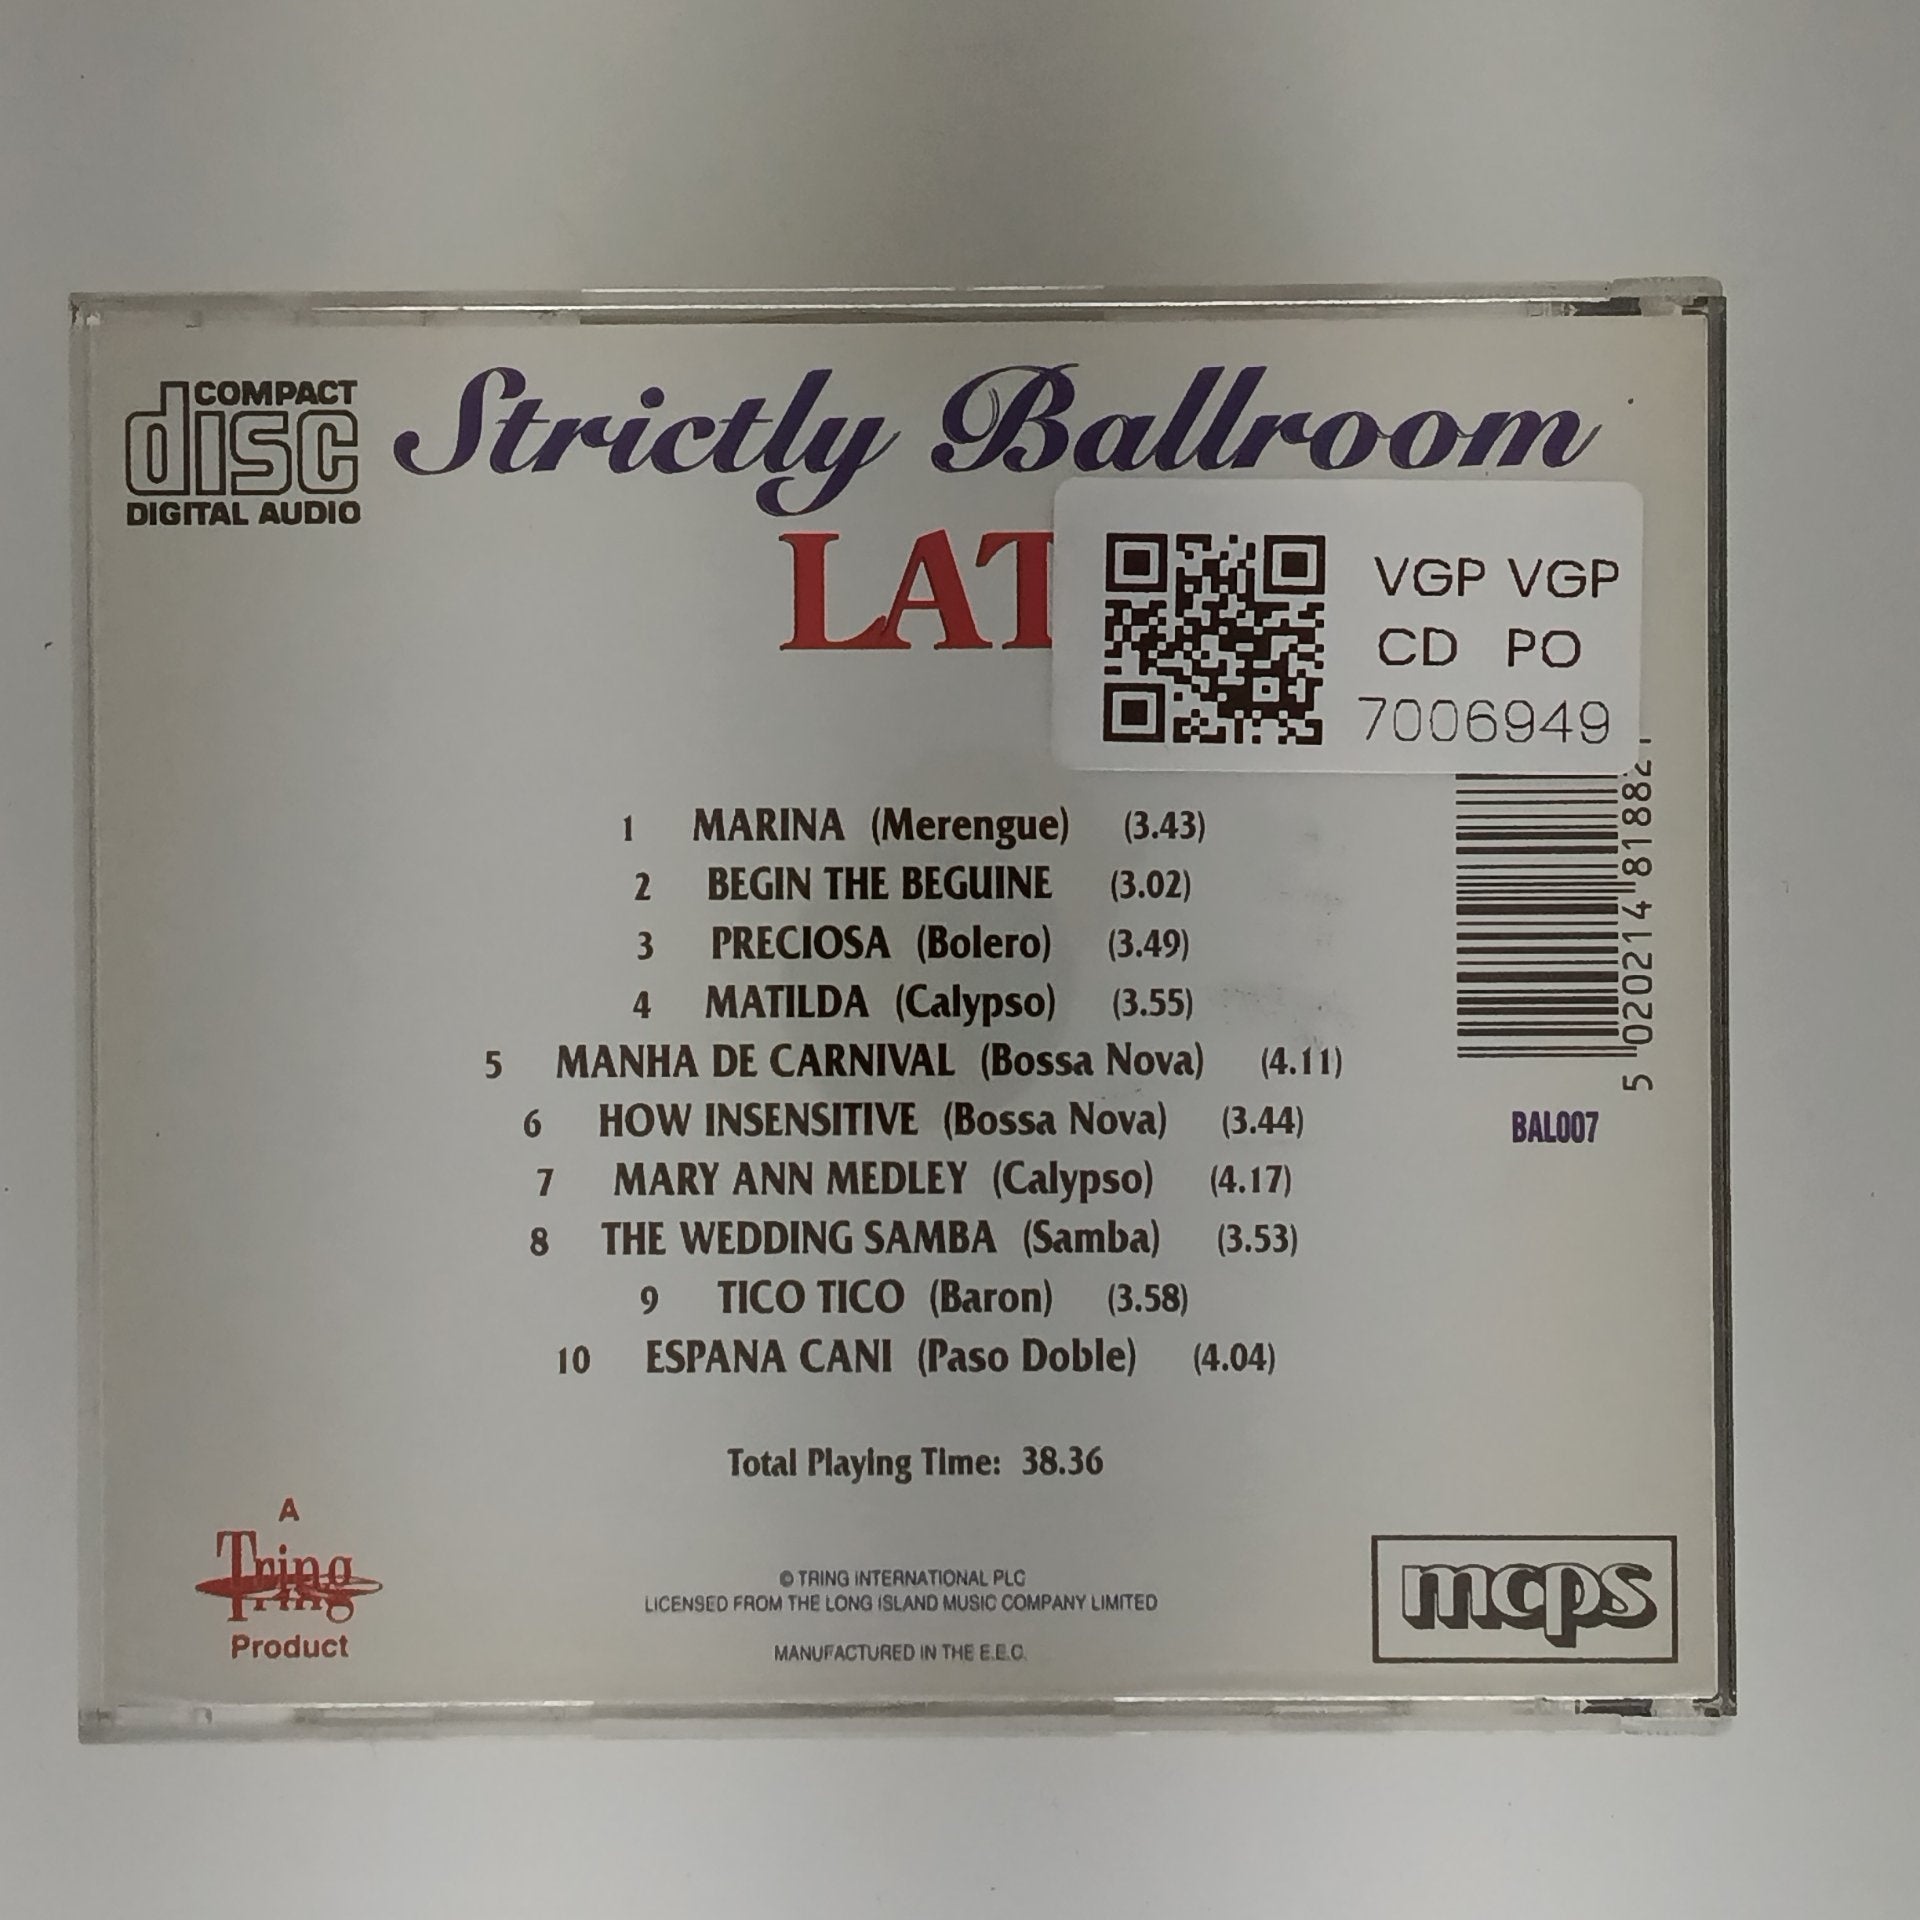 COMPACT
disc
DIGITAL AUDIO
Strictly Ballroom
LAT
VGP VGP
CD PO
7006949
1 MARINA (Merengue) (3.43)
2 BEGIN THE BEGUINE (3.02)
3 PRECIOSA (Bolero) (3.49)
4 MATILDA (Calypso) (3.55)
5 MANHA DE CARNIVAL (Bossa Nova) (4.11)
6 HOW INSENSITIVE (Bossa Nova) (3.44)
7 MARY ANN MEDLEY (Calypso) (4.17)
8 THE WEDDING SAMBA (Samba) (3.53)
9 TICO TICO (Baron) (3.58)
10 ESPANA CANI (Paso Doble) (4.04)
Total Playing Time: 38.36
5 020214 81882
BAL007
A
Tring
Product
© TRING INTERNATIONAL PLC
LICENSED FROM THE LONG ISLAND MUSIC COMPANY LIMITED
MANUFACTURED IN THE E.E.C.
mcps